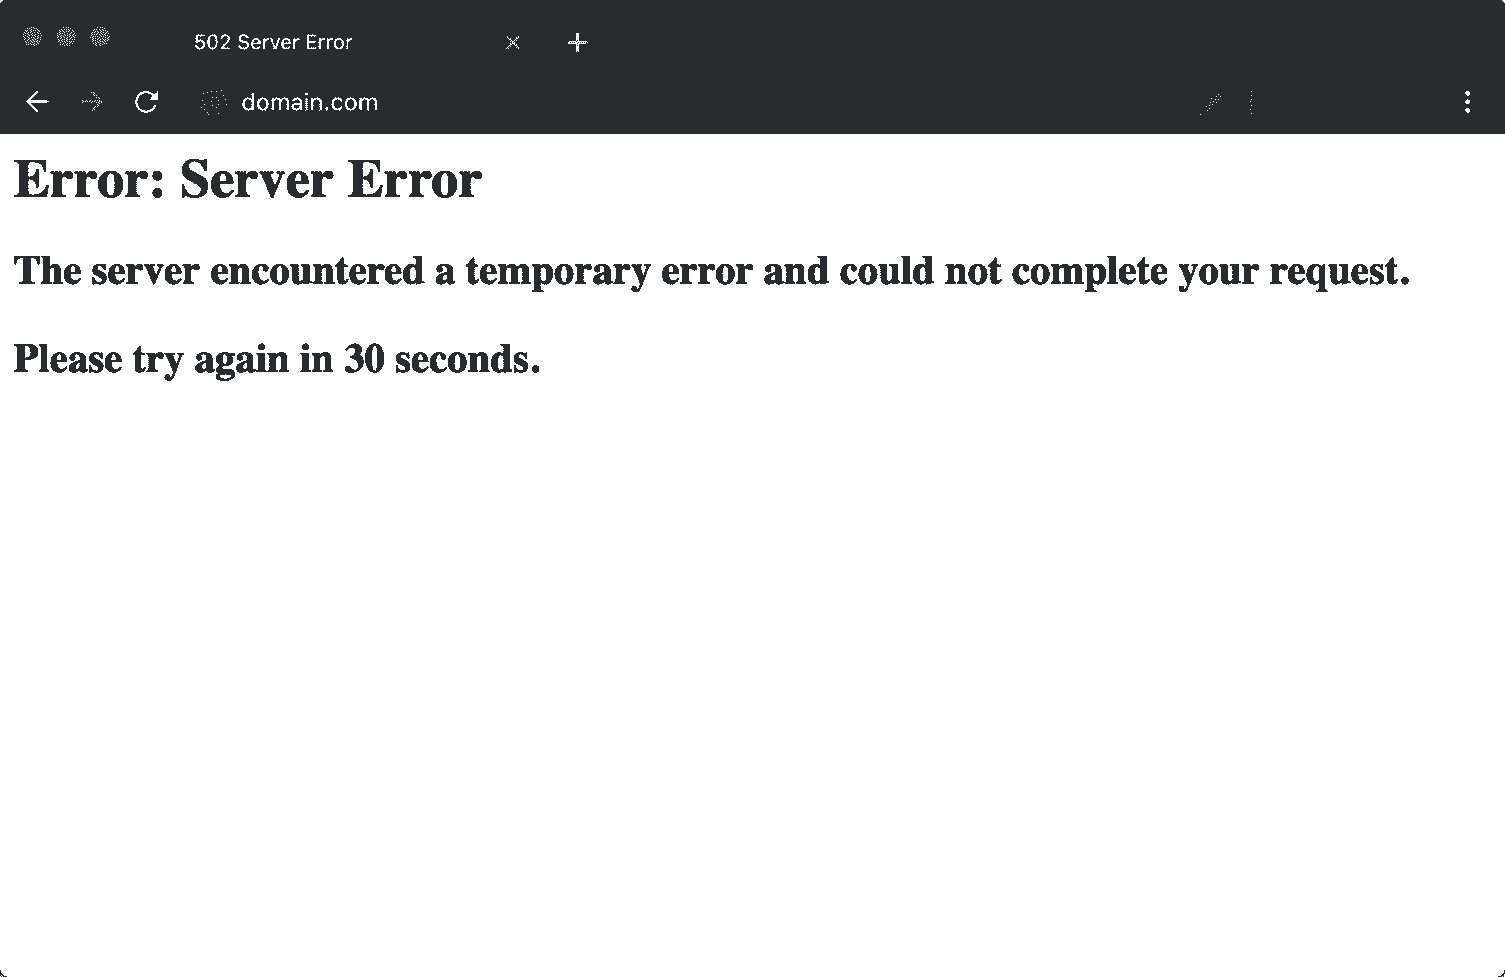 502 Server Error
domain.com
Error: Server Error
The server encountered a temporary error and could not complete your request.
Please try again in 30 seconds.